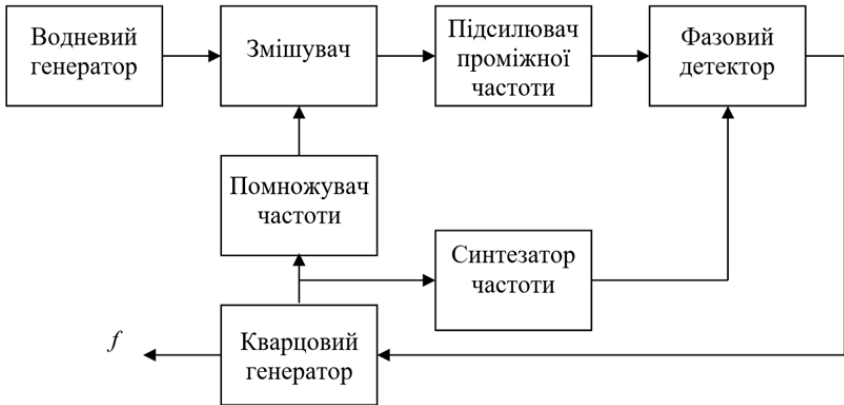 Водневий
генератор
Змішувач
Підсилювач
проміжної
частоти
Фазовий
детектор
Помножувач
частоти
Синтезатор
частоти
f
Кварцовий
генератор